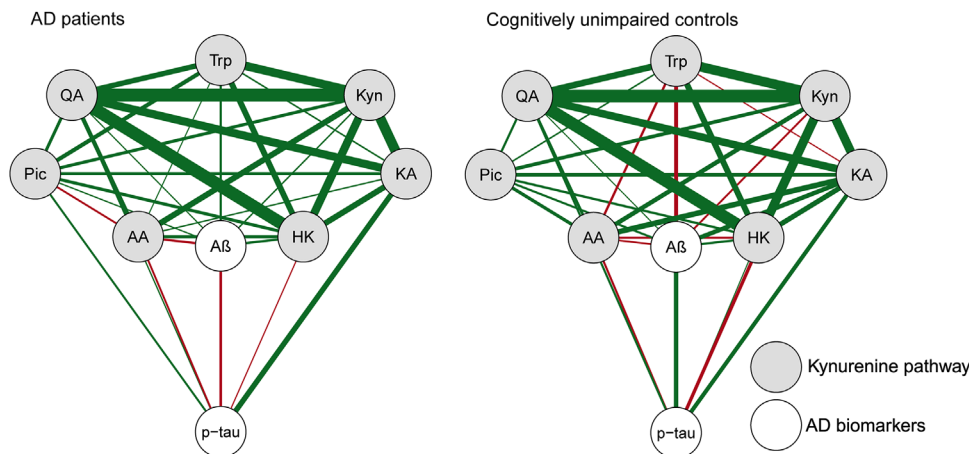 AD patients
Cognitively unimpaired controls
Trp
QA
Kyn
Pic
KA
AA
Aß
HK
p−tau
Trp
QA
Kyn
Pic
KA
AA
Aß
HK
p−tau
Kynurenine pathway
AD biomarkers